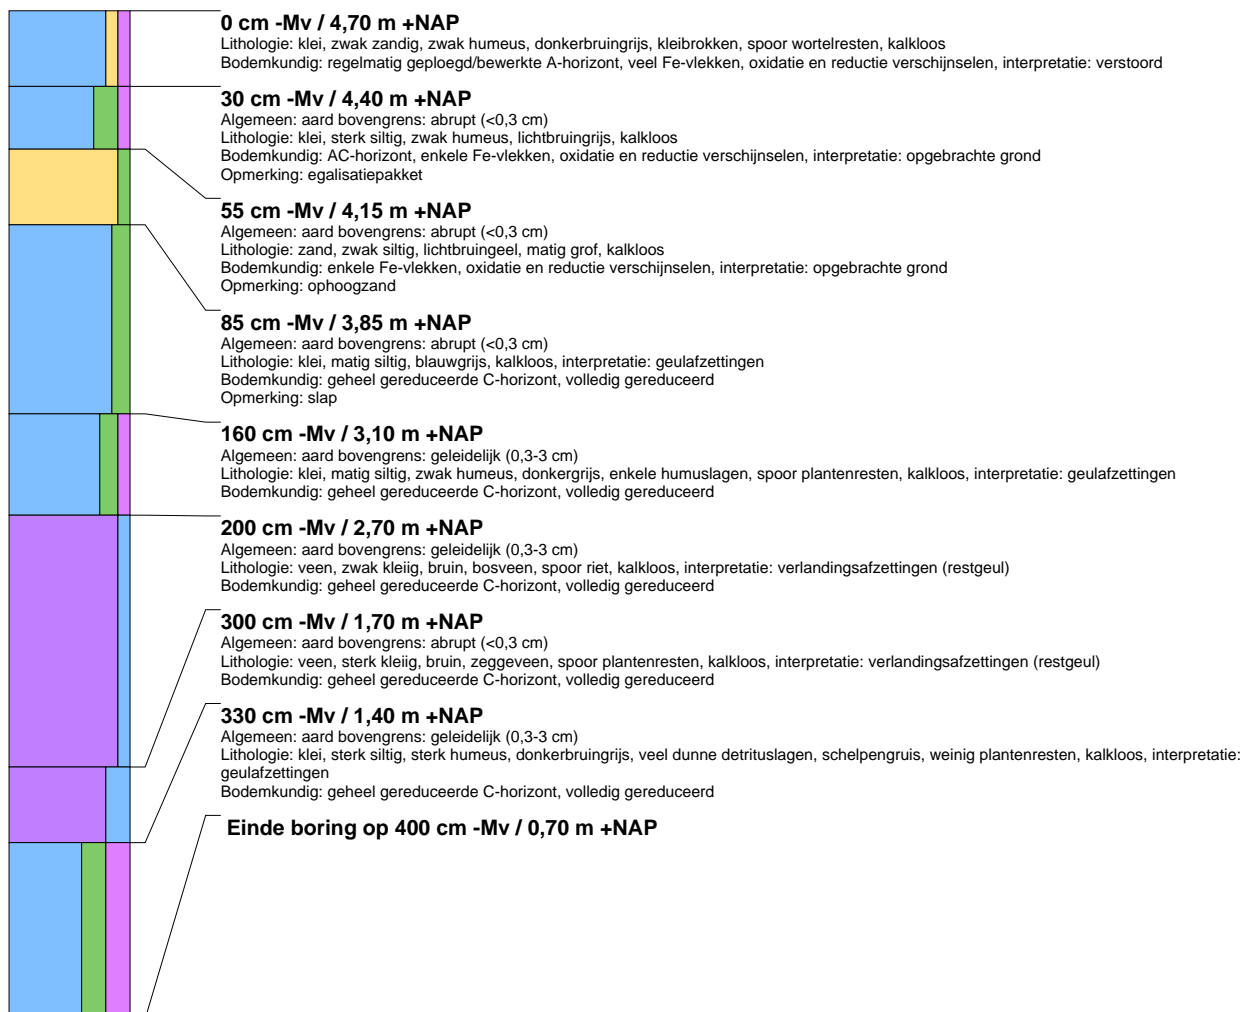 0 cm -Mv / 4,70 m +NAP
Lithologie: klei, zwak zandig, zwak humeus, donkerbruingrijs, kleibrokken, spoor wortelresten, kalkloos
Bodemkundig: regelmatig geploegd/bewerkte A-horizont, veel Fe-vlekken, oxidatie en reductie verschijnselen, interpretatie: verstoord
30 cm -Mv / 4,40 m +NAP
Algemeen: aard bovengrens: abrupt (<0,3 cm)
Lithologie: klei, sterk siltig, zwak humeus, lichtbruingrijs, kalkloos
Bodemkundig: AC-horizont, enkele Fe-vlekken, oxidatie en reductie verschijnselen, interpretatie: opgebrachte grond
Opmerking: egalisatiepakket
55 cm -Mv / 4,15 m +NAP
Algemeen: aard bovengrens: abrupt (<0,3 cm)
Lithologie: zand, zwak siltig, lichtbruingeel, matig grof, kalkloos
Bodemkundig: enkele Fe-vlekken, oxidatie en reductie verschijnselen, interpretatie: opgebrachte grond
Opmerking: ophoogzand
85 cm -Mv / 3,85 m +NAP
Algemeen: aard bovengrens: abrupt (<0,3 cm)
Lithologie: klei, matig siltig, blauwgrijs, kalkloos, interpretatie: geulafzettingen
Bodemkundig: geheel gereduceerde C-horizont, volledig gereduceerd
Opmerking: slap
160 cm -Mv / 3,10 m +NAP
Algemeen: aard bovengrens: geleidelijk (0,3-3 cm)
Lithologie: klei, matig siltig, zwak humeus, donkergrijs, enkele humuslagen, spoor plantenresten, kalkloos, interpretatie: geulafzettingen
Bodemkundig: geheel gereduceerde C-horizont, volledig gereduceerd
200 cm -Mv / 2,70 m +NAP
Algemeen: aard bovengrens: geleidelijk (0,3-3 cm)
Lithologie: veen, zwak kleiig, bruin, bosveen, spoor riet, kalkloos, interpretatie: verlandingsafzettingen (restgeul)
Bodemkundig: geheel gereduceerde C-horizont, volledig gereduceerd
300 cm -Mv / 1,70 m +NAP
Algemeen: aard bovengrens: abrupt (<0,3 cm)
Lithologie: veen, sterk kleiig, bruin, zeggeveen, spoor plantenresten, kalkloos, interpretatie: verlandingsafzettingen (restgeul)
Bodemkundig: geheel gereduceerde C-horizont, volledig gereduceerd
330 cm -Mv / 1,40 m +NAP
Algemeen: aard bovengrens: geleidelijk (0,3-3 cm)
Lithologie: klei, sterk siltig, sterk humeus, donkerbruingrijs, veel dunne detrituslagen, schelpengruis, weinig plantenresten, kalkloos, interpretatie:
geulafzettingen
Bodemkundig: geheel gereduceerde C-horizont, volledig gereduceerd
Einde boring op 400 cm -Mv / 0,70 m +NAP